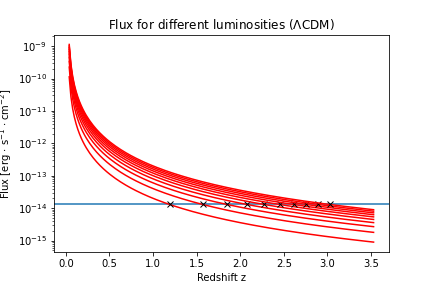 Flux for different luminosities (ΛCDM)
Flux [erg · s⁻¹ · cm⁻²]
10⁻⁹
10⁻¹⁰
10⁻¹¹
10⁻¹²
10⁻¹³
10⁻¹⁴
10⁻¹⁵
0.0 0.5 1.0 1.5 2.0 2.5 3.0 3.5
Redshift z